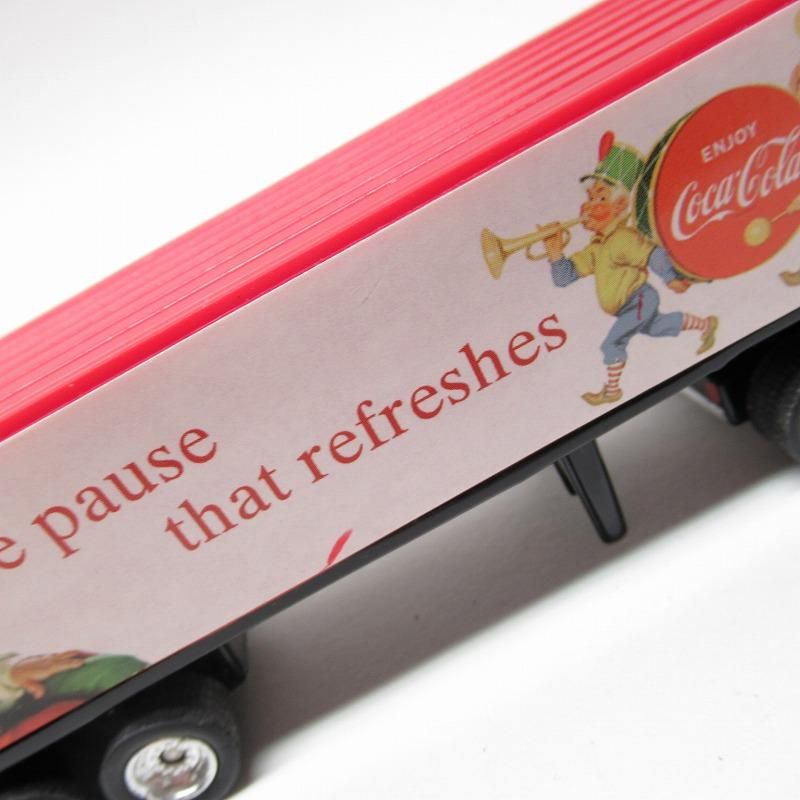 e pause
that refreshes
ENJOY
Coca-Cola